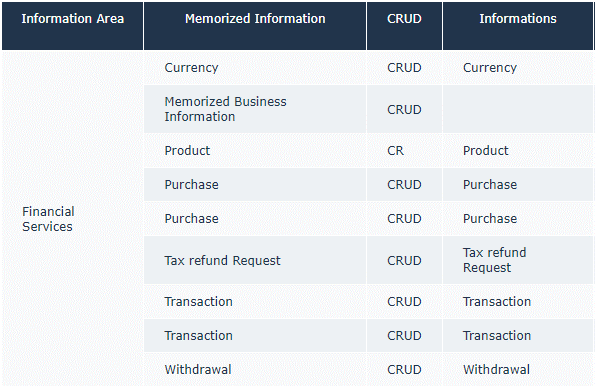 Information Area Memorized Information CRUD Informations
Currency CRUD Currency
Memorized Business
Information CRUD
Product CR Product
Purchase CRUD Purchase
Financial
Services
Purchase CRUD Purchase
Tax refund Request CRUD Tax refund
Request
Transaction CRUD Transaction
Transaction CRUD Transaction
Withdrawal CRUD Withdrawal